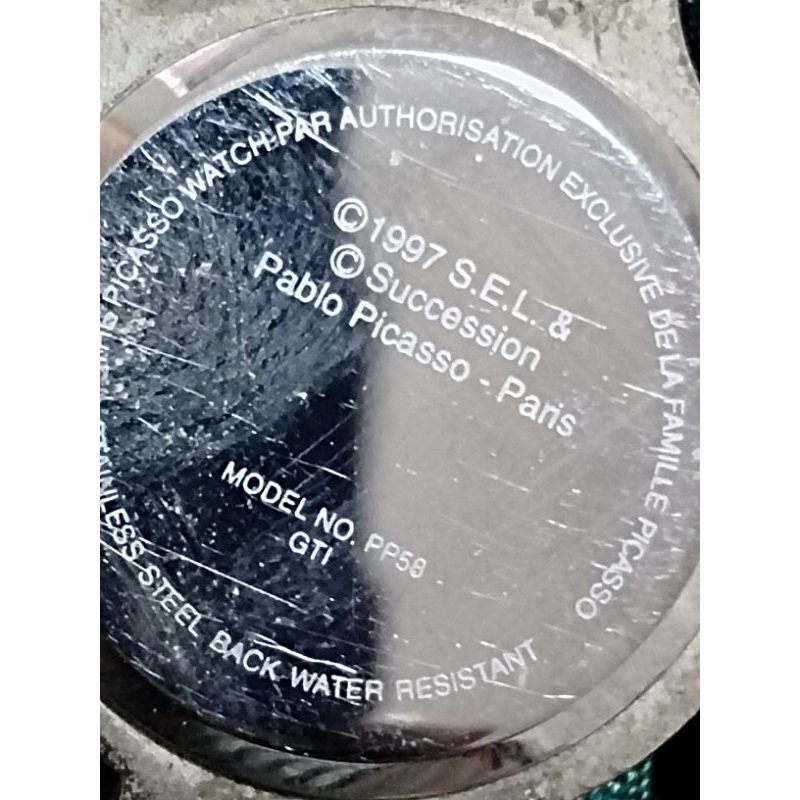 PICASSO WATCH PAR AUTHORISATION EXCLUSIVE DE LA FAMILLE PICASSO
©1997 S.E.L. &
©Succession
Pablo Picasso - Paris
MODEL NO. PP58
GTI
STAINLESS STEEL BACK WATER RESISTANT